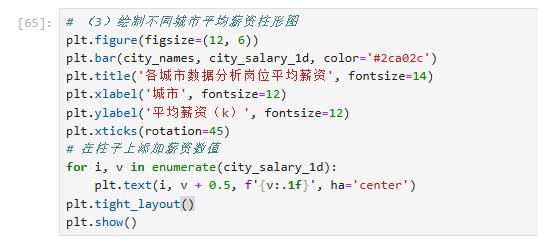 [65]: # （3）绘制不同城市平均薪资柱形图
plt.figure(figsize=(12, 6))
plt.bar(city_names, city_salary_1d, color='#2ca02c')
plt.title('各城市数据分析岗位平均薪资', fontsize=14)
plt.xlabel('城市', fontsize=12)
plt.ylabel('平均薪资（k）', fontsize=12)
plt.xticks(rotation=45)
# 在柱子上添加薪资数值
for i, v in enumerate(city_salary_1d):
    plt.text(i, v + 0.5, f'{v:.1f}', ha='center')
plt.tight_layout()
plt.show()